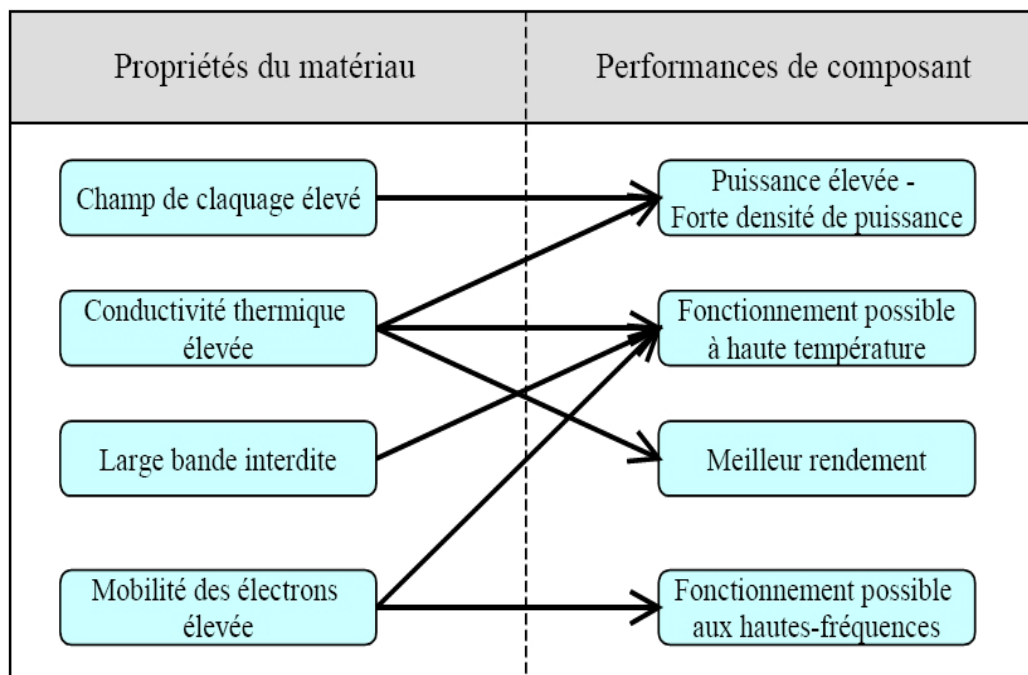 Propriétés du matériau
Performances de composant
Champ de claquage élevé
Puissance élevée -
Forte densité de puissance
Conductivité thermique
élevée
Fonctionnement possible
à haute température
Large bande interdite
Meilleur rendement
Mobilité des électrons
élevée
Fonctionnement possible
aux hautes-fréquences